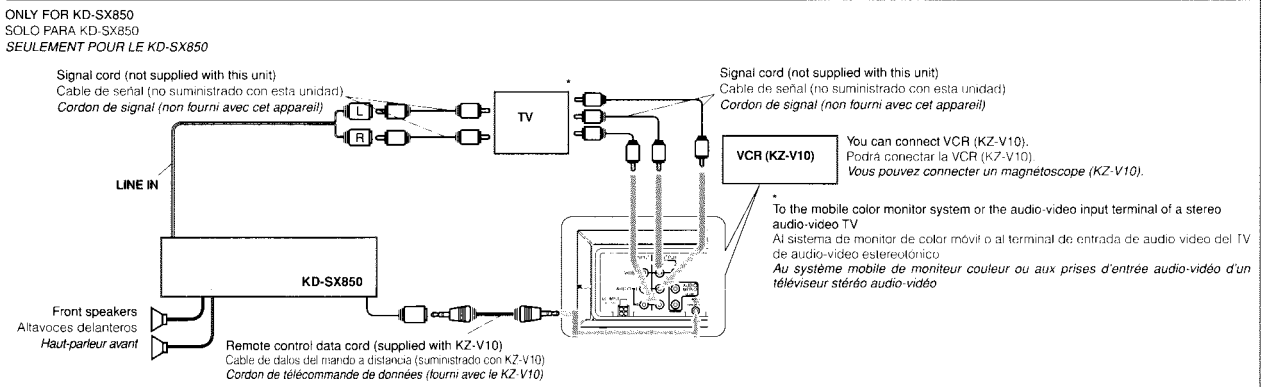 ONLY FOR KD-SX850
SOLO PARA KD-SX850
SEULEMENT POUR LE KD-SX850
Signal cord (not supplied with this unit)
Cable de señal (no suministrado con esta unidad)
Cordon de signal (non fourni avec cet appareil)
L
R
*
TV
Signal cord (not supplied with this unit)
Cable de señal (no suministrado con esta unidad)
Cordon de signal (non fourni avec cet appareil)
VCR (KZ-V10)
You can connect VCR (KZ-V10).
Podrá conectar la VCR (KZ-V10).
Vous pouvez connecter un magnétoscope (KZ-V10).
LINE IN
*
To the mobile color monitor system or the audio-video input terminal of a stereo
audio-video TV
Al sistema de monitor de color móvil o al terminal de entrada de audio video del TV
de audio-video estereotónico
Au système mobile de moniteur couleur ou aux prises d'entrée audio-vidéo d'un
téléviseur stéréo audio-vidéo
KD-SX850
Front speakers
Altavoces delanteros
Haut-parleur avant
Remote control data cord (supplied with KZ-V10)
Cable de dalos del mando a distancia (suministrado con KZ-V10)
Cordon de télécommande de données (fourni avec le KZ-V10)